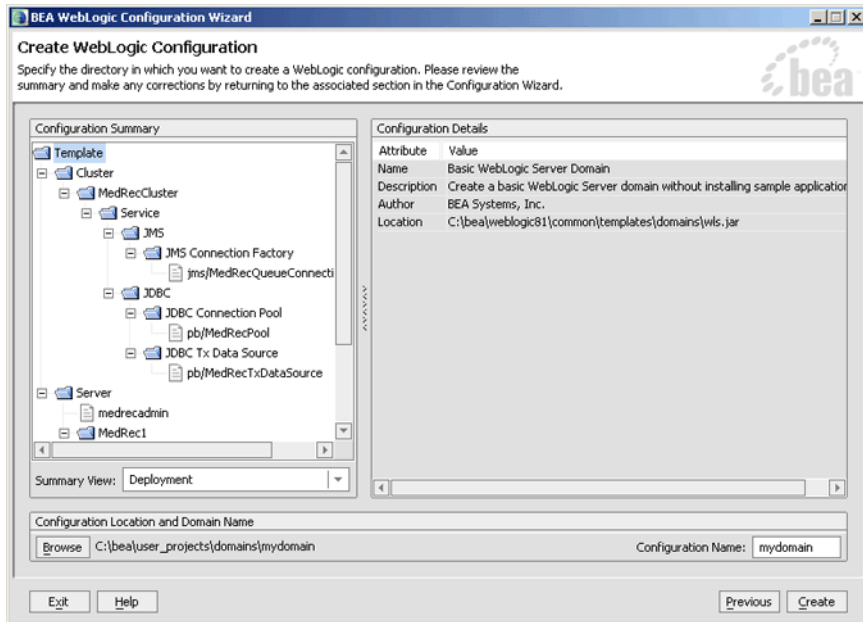 BEA WebLogic Configuration Wizard
Create WebLogic Configuration
Specify the directory in which you want to create a WebLogic configuration. Please review the
summary and make any corrections by returning to the associated section in the Configuration Wizard.
bea
Configuration Summary
Template
Cluster
MedRecCluster
Service
JMS
JMS Connection Factory
jms/MedRecQueueConnecti
JDBC
JDBC Connection Pool
pb/MedRecPool
JDBC Tx Data Source
pb/MedRecTxDataSource
Server
medrecadmin
MedRec1
Summary View: Deployment
Configuration Details
Attribute Value
Name Basic WebLogic Server Domain
Description Create a basic WebLogic Server domain without installing sample application
Author BEA Systems, Inc.
Location C:\bea\weblogic81\common\templates\domains\wls.jar
Configuration Location and Domain Name
Browse C:\bea\user_projects\domains\mydomain Configuration Name: mydomain
Exit Help Previous Create